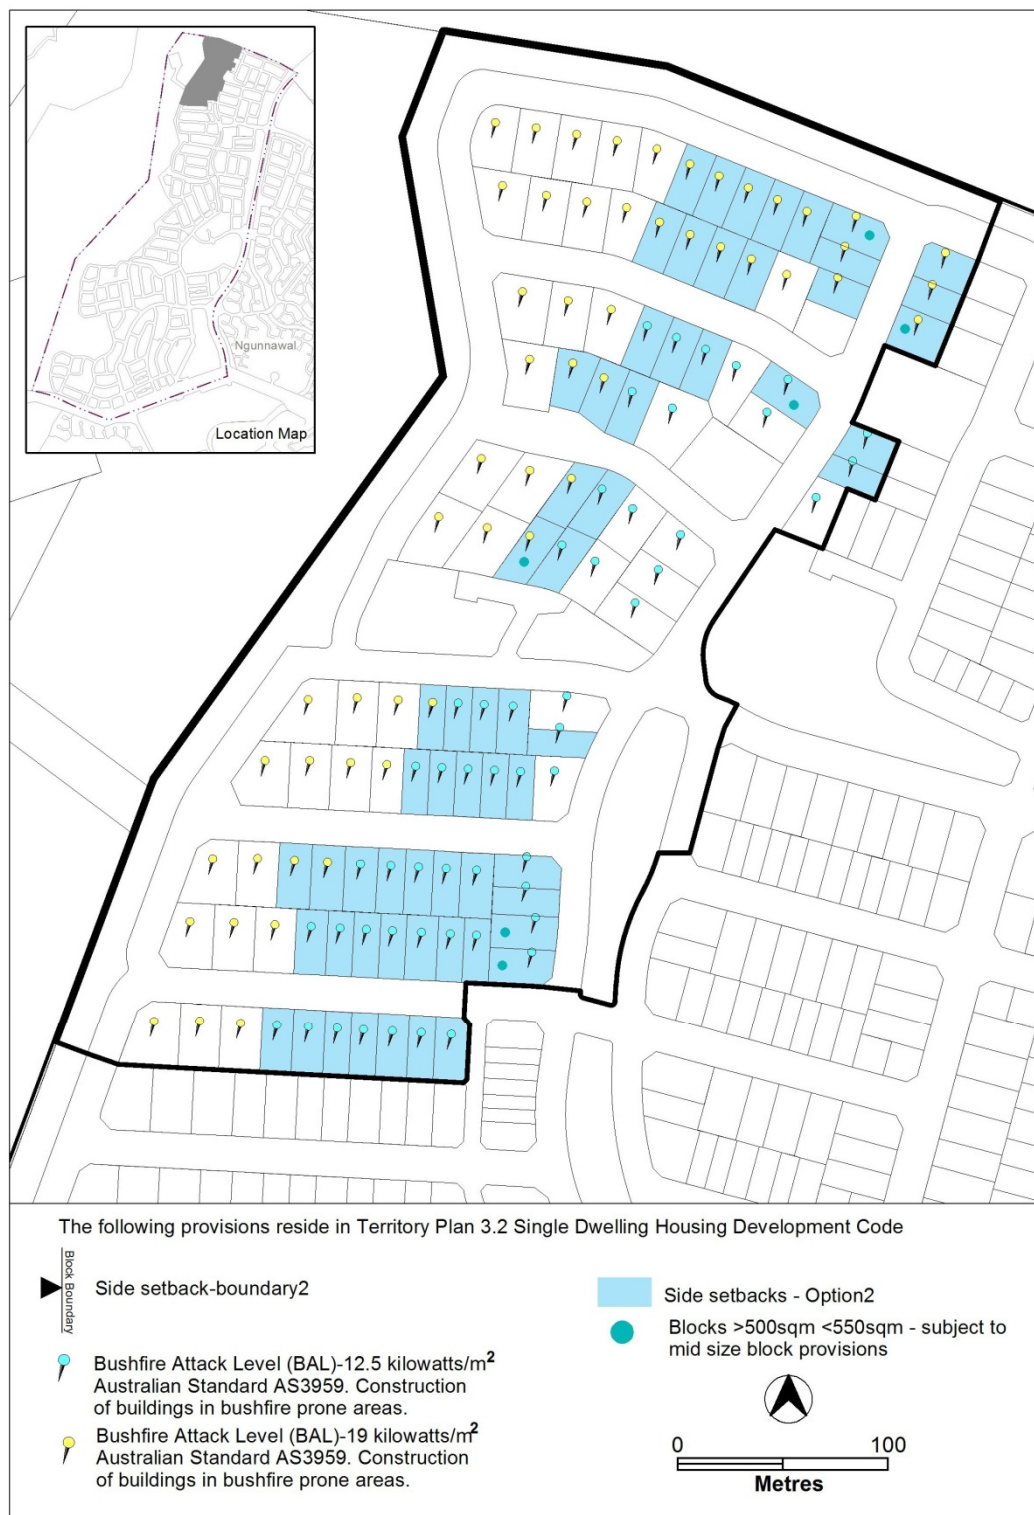 Ngunnawal
Location Map
The following provisions reside in Territory Plan 3.2 Single Dwelling Housing Development Code
Block Boundary
Side setback-boundary2
Bushfire Attack Level (BAL)-12.5 kilowatts/m²
Australian Standard AS3959. Construction
of buildings in bushfire prone areas.
Bushfire Attack Level (BAL)-19 kilowatts/m²
Australian Standard AS3959. Construction
of buildings in bushfire prone areas.
Side setbacks - Option2
Blocks >500sqm <550sqm - subject to
mid size block provisions
0 100
Metres